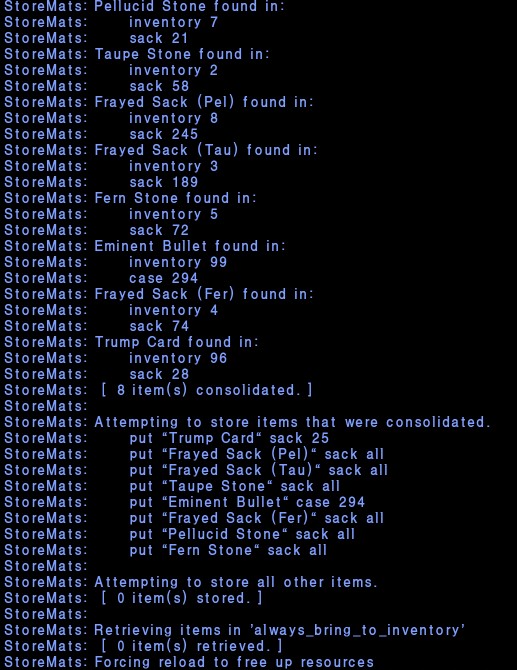 StoreMats: Pellucid Stone found in:
StoreMats: inventory 7
StoreMats: sack 21
StoreMats: Taupe Stone found in:
StoreMats: inventory 2
StoreMats: sack 58
StoreMats: Frayed Sack (Pel) found in:
StoreMats: inventory 8
StoreMats: sack 245
StoreMats: Frayed Sack (Tau) found in:
StoreMats: inventory 3
StoreMats: sack 189
StoreMats: Fern Stone found in:
StoreMats: inventory 5
StoreMats: sack 72
StoreMats: Eminent Bullet found in:
StoreMats: inventory 99
StoreMats: case 294
StoreMats: Frayed Sack (Fer) found in:
StoreMats: inventory 4
StoreMats: sack 74
StoreMats: Trump Card found in:
StoreMats: inventory 96
StoreMats: sack 28
StoreMats: [ 8 item(s) consolidated. ]
StoreMats:
StoreMats: Attempting to store items that were consolidated.
StoreMats: put “Trump Card“ sack 25
StoreMats: put “Frayed Sack (Pel)“ sack all
StoreMats: put “Frayed Sack (Tau)“ sack all
StoreMats: put “Taupe Stone“ sack all
StoreMats: put “Eminent Bullet“ case 294
StoreMats: put “Frayed Sack (Fer)“ sack all
StoreMats: put “Pellucid Stone“ sack all
StoreMats: put “Fern Stone“ sack all
StoreMats:
StoreMats: Attempting to store all other items.
StoreMats: [ 0 item(s) stored. ]
StoreMats:
StoreMats: Retrieving items in ’always_bring_to_inventory’
StoreMats: [ 0 item(s) retrieved. ]
StoreMats: Forcing reload to free up resources